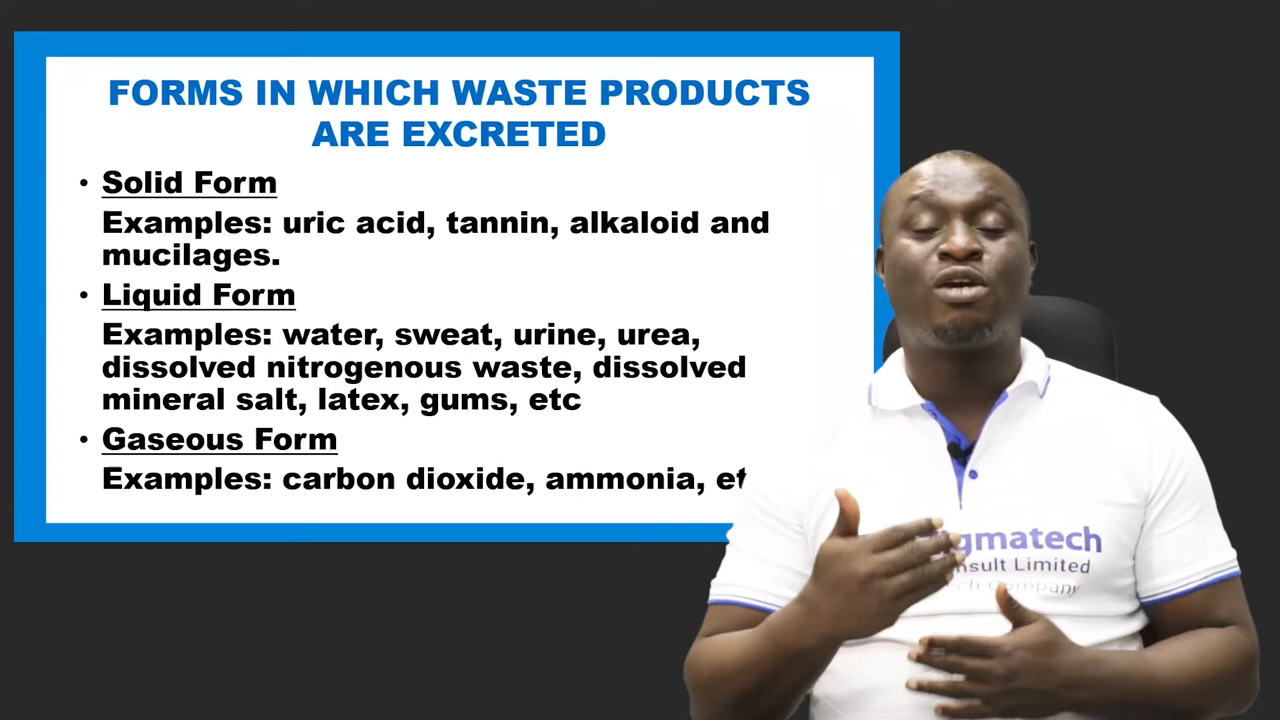 FORMS IN WHICH WASTE PRODUCTS
ARE EXCRETED
• Solid Form
Examples: uric acid, tannin, alkaloid and
mucilages.
• Liquid Form
Examples: water, sweat, urine, urea,
dissolved nitrogenous waste, dissolved
mineral salt, latex, gums, etc
• Gaseous Form
Examples: carbon dioxide, ammonia,
Limited
Company